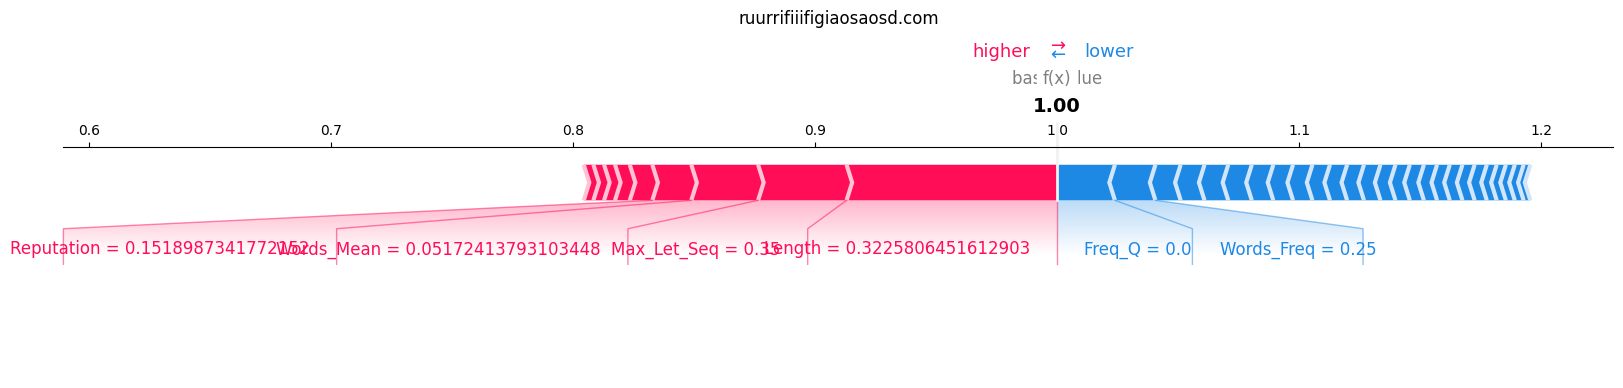 ruurrifiiifigiaosaosd.com
higher ⇄ lower
f(x)
1.00
0.6 0.7 0.8 0.9 1.0 1.1 1.2
Reputation = 0.1518987341772152 Words_Mean = 0.05172413793103448 Max_Let_Seq = 0.35 Length = 0.3225806451612903 Freq_Q = 0.0 Words_Freq = 0.25